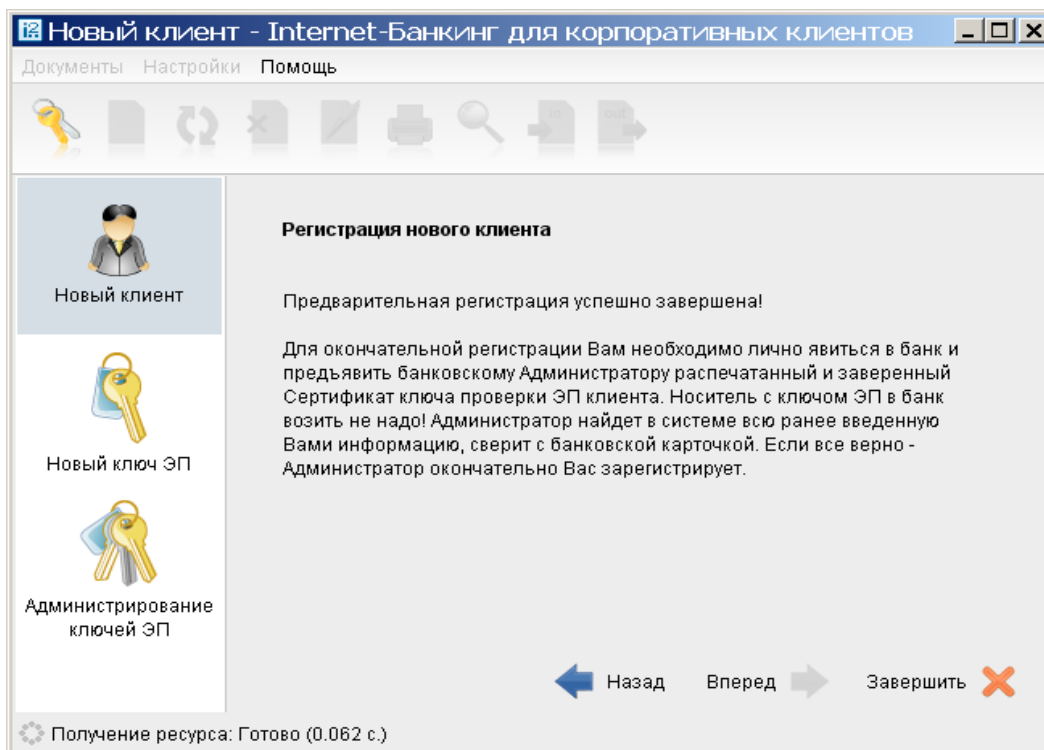 Новый клиент - Internet-Банкинг для корпоративных клиентов
Документы Настройки Помощь
in out
Новый клиент
Новый ключ ЭП
Администрирование
ключей ЭП
Регистрация нового клиента
Предварительная регистрация успешно завершена!
Для окончательной регистрации Вам необходимо лично явиться в банк и
предъявить банковскому Администратору распечатанный и заверенный
Сертификат ключа проверки ЭП клиента. Носитель с ключом ЭП в банк
возить не надо! Администратор найдет в системе всю ранее введенную
Вами информацию, сверит с банковской карточкой. Если все верно -
Администратор окончательно Вас зарегистрирует.
Назад Вперед Завершить
Получение ресурса: Готово (0.062 с.)